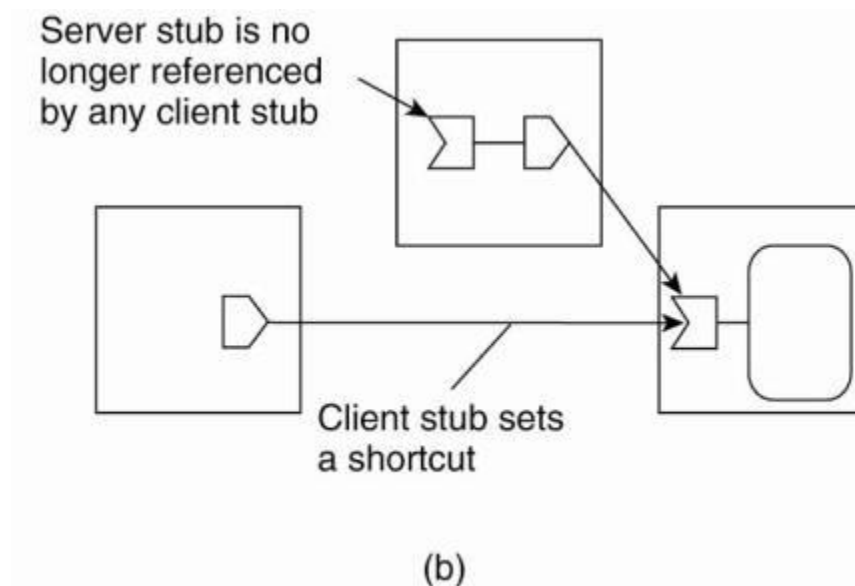 Server stub is no
longer referenced
by any client stub
Client stub sets
a shortcut
(b)